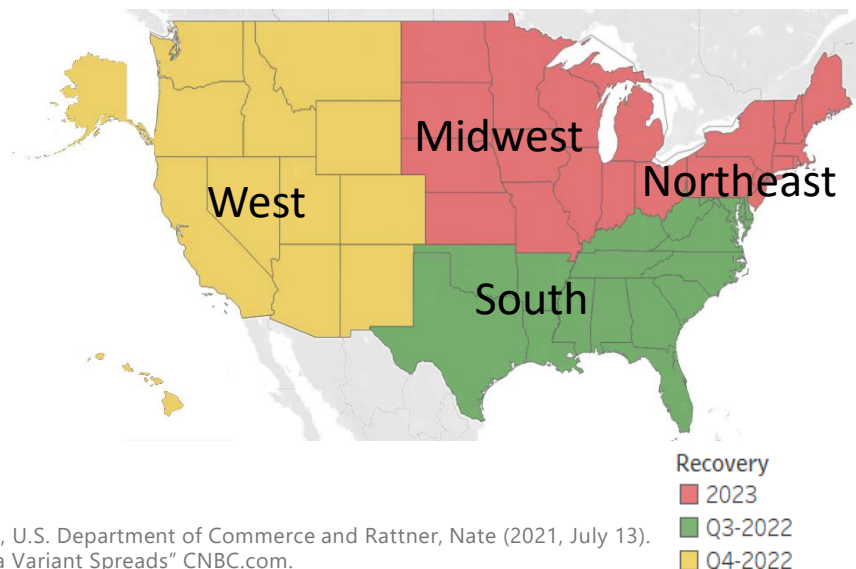 Midwest
Northeast
West
South
Recovery
2023
Q3-2022
Q4-2022
, U.S. Department of Commerce and Rattner, Nate (2021, July 13).
a Variant Spreads” CNBC.com.